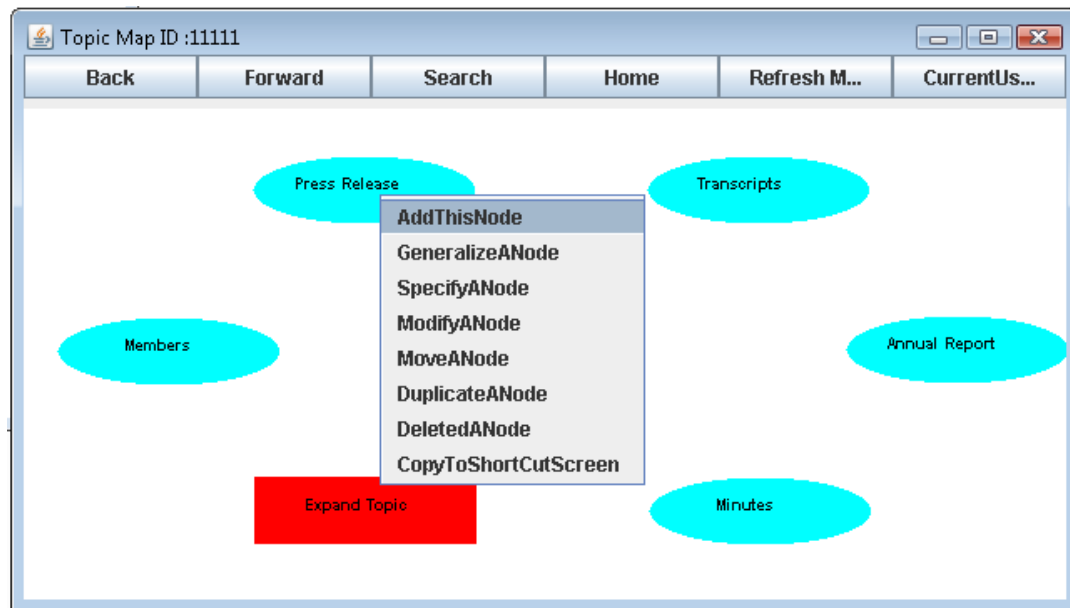 Topic Map ID :11111
Back Forward Search Home Refresh M... CurrentUs...
Press Release Transcripts
AddThisNode
GeneralizeANode
SpecifyANode
ModifyANode
Members Annual Report
MoveANode
DuplicateANode
DeletedANode
CopyToShortCutScreen
Expand Topic Minutes